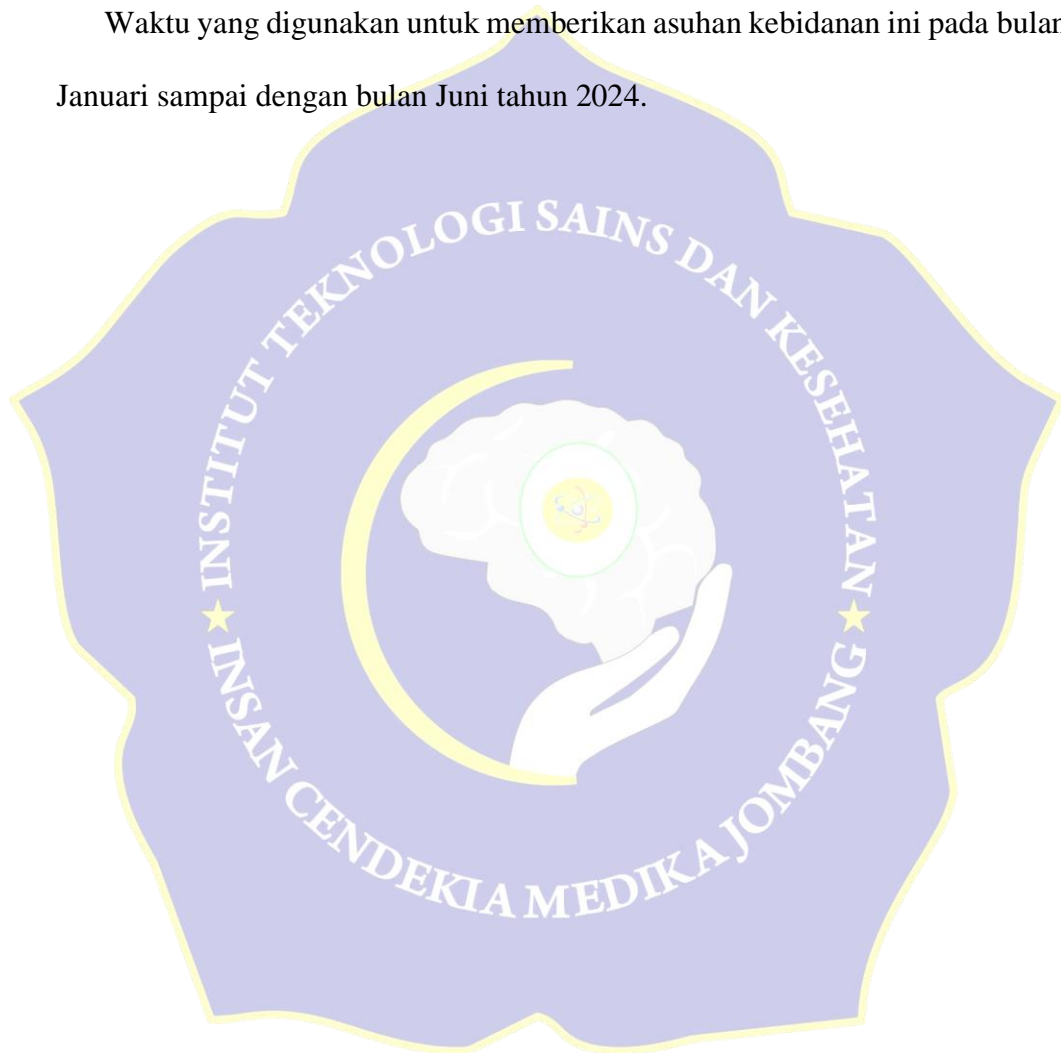 Waktu yang digunakan untuk memberikan asuhan kebidanan ini pada bulan
Januari sampai dengan bulan Juni tahun 2024.
INSTITUT TEKNOLOGI SAINS DAN KESEHATAN
INSAN CENDEKIA MEDIKA JOMBANG